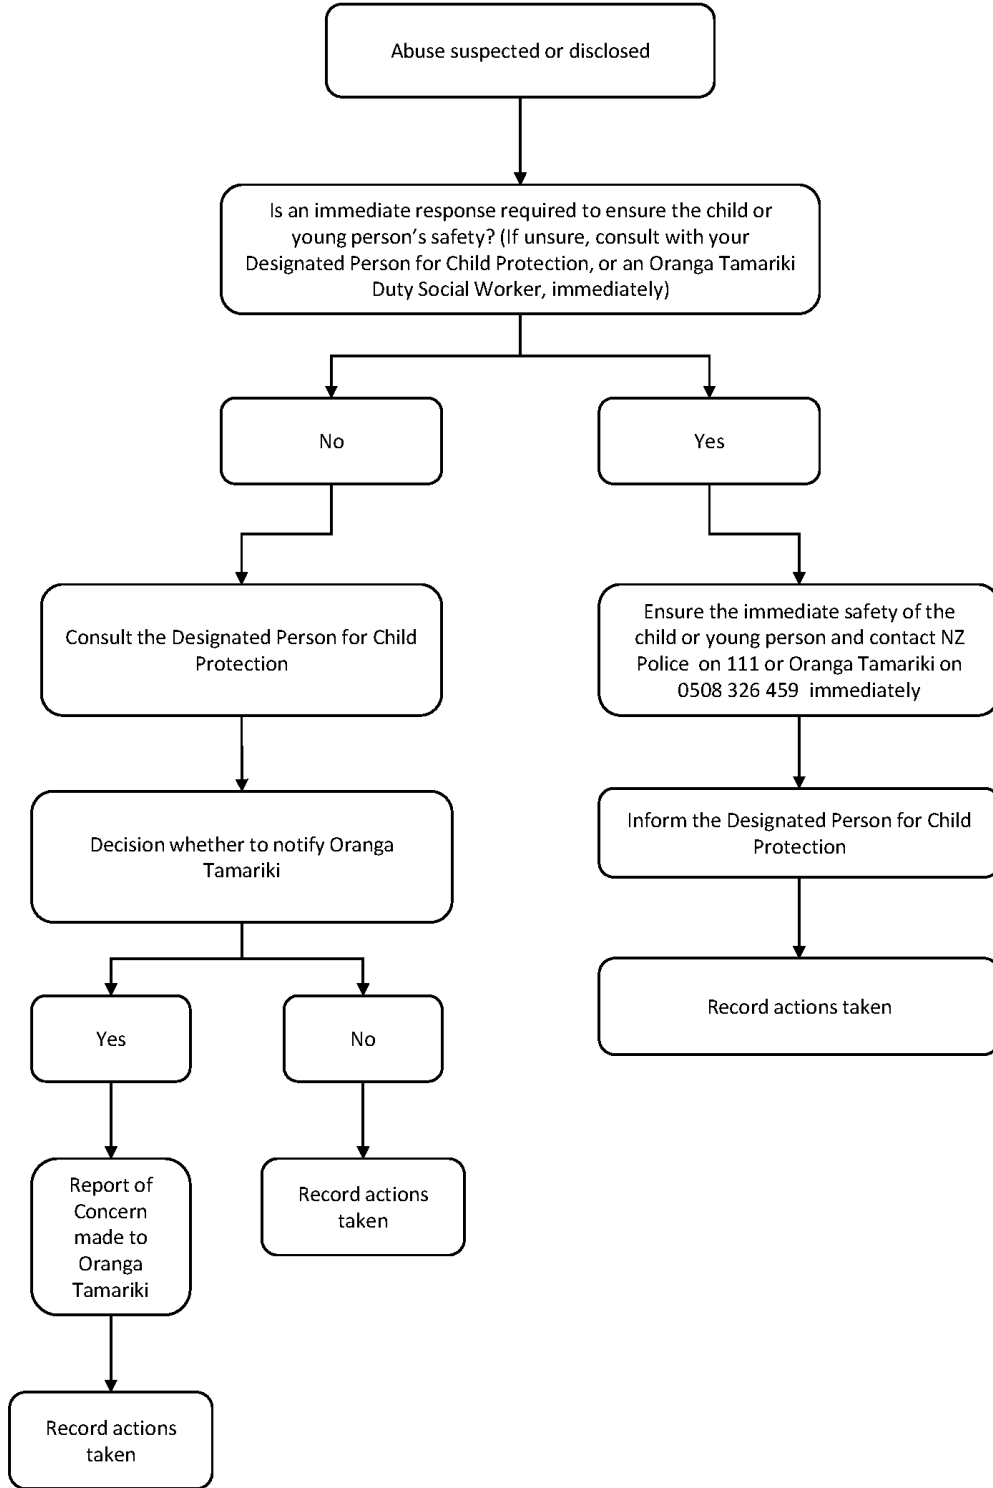 Abuse suspected or disclosed
Is an immediate response required to ensure the child or
young person’s safety? (If unsure, consult with your
Designated Person for Child Protection, or an Oranga Tamariki
Duty Social Worker, immediately)
No
Yes
Consult the Designated Person for Child
Protection
Ensure the immediate safety of the
child or young person and contact NZ
Police on 111 or Oranga Tamariki on
0508 326 459 immediately
Decision whether to notify Oranga
Tamariki
Inform the Designated Person for Child
Protection
Record actions taken
Yes
No
Report of
Concern
made to
Oranga
Tamariki
Record actions
taken
Record actions
taken